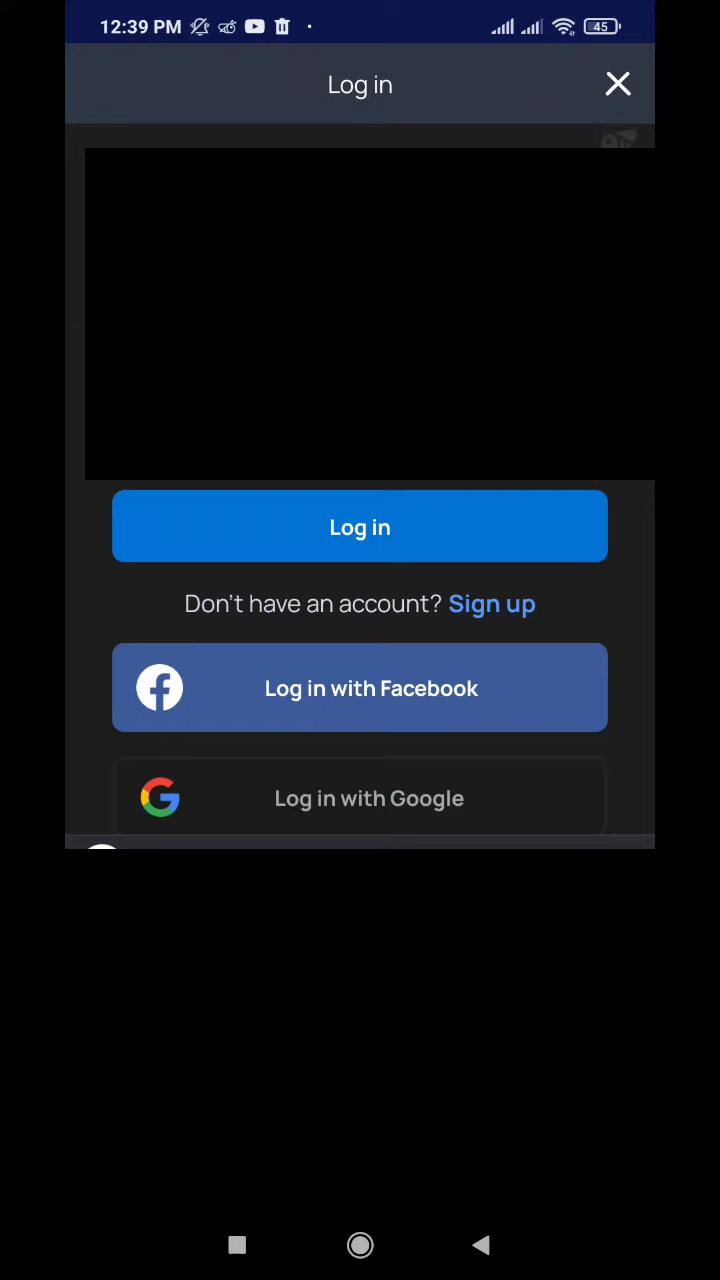 12:39 PM 45
Log in
Log in
Don't have an account? Sign up
Log in with Facebook
Log in with Google